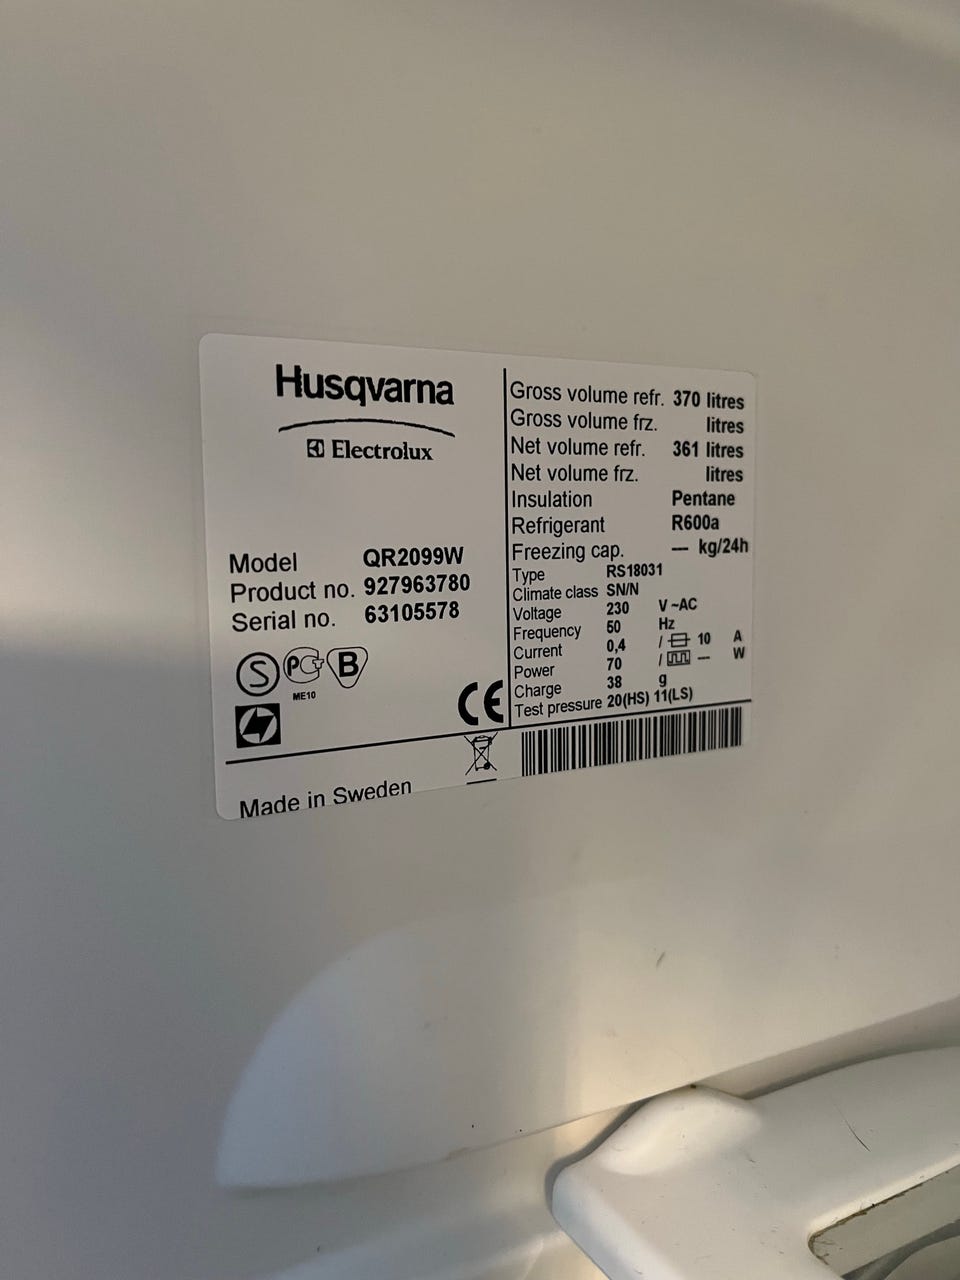 Husqvarna
Electrolux
Model QR2099W
Product no. 927963780
Serial no. 63105578
S PCT B
ME10
CE
Made in Sweden
Gross volume refr. 370 litres
Gross volume frz. litres
Net volume refr. 361 litres
Net volume frz. litres
Insulation Pentane
Refrigerant R600a
Freezing cap. --- kg/24h
Type RS18031
Climate class SN/N
Voltage 230 V ~AC
Frequency 50 Hz
Current 0,4 / 10 A
Power 70 / --- W
Charge 38 g
Test pressure 20(HS) 11(LS)